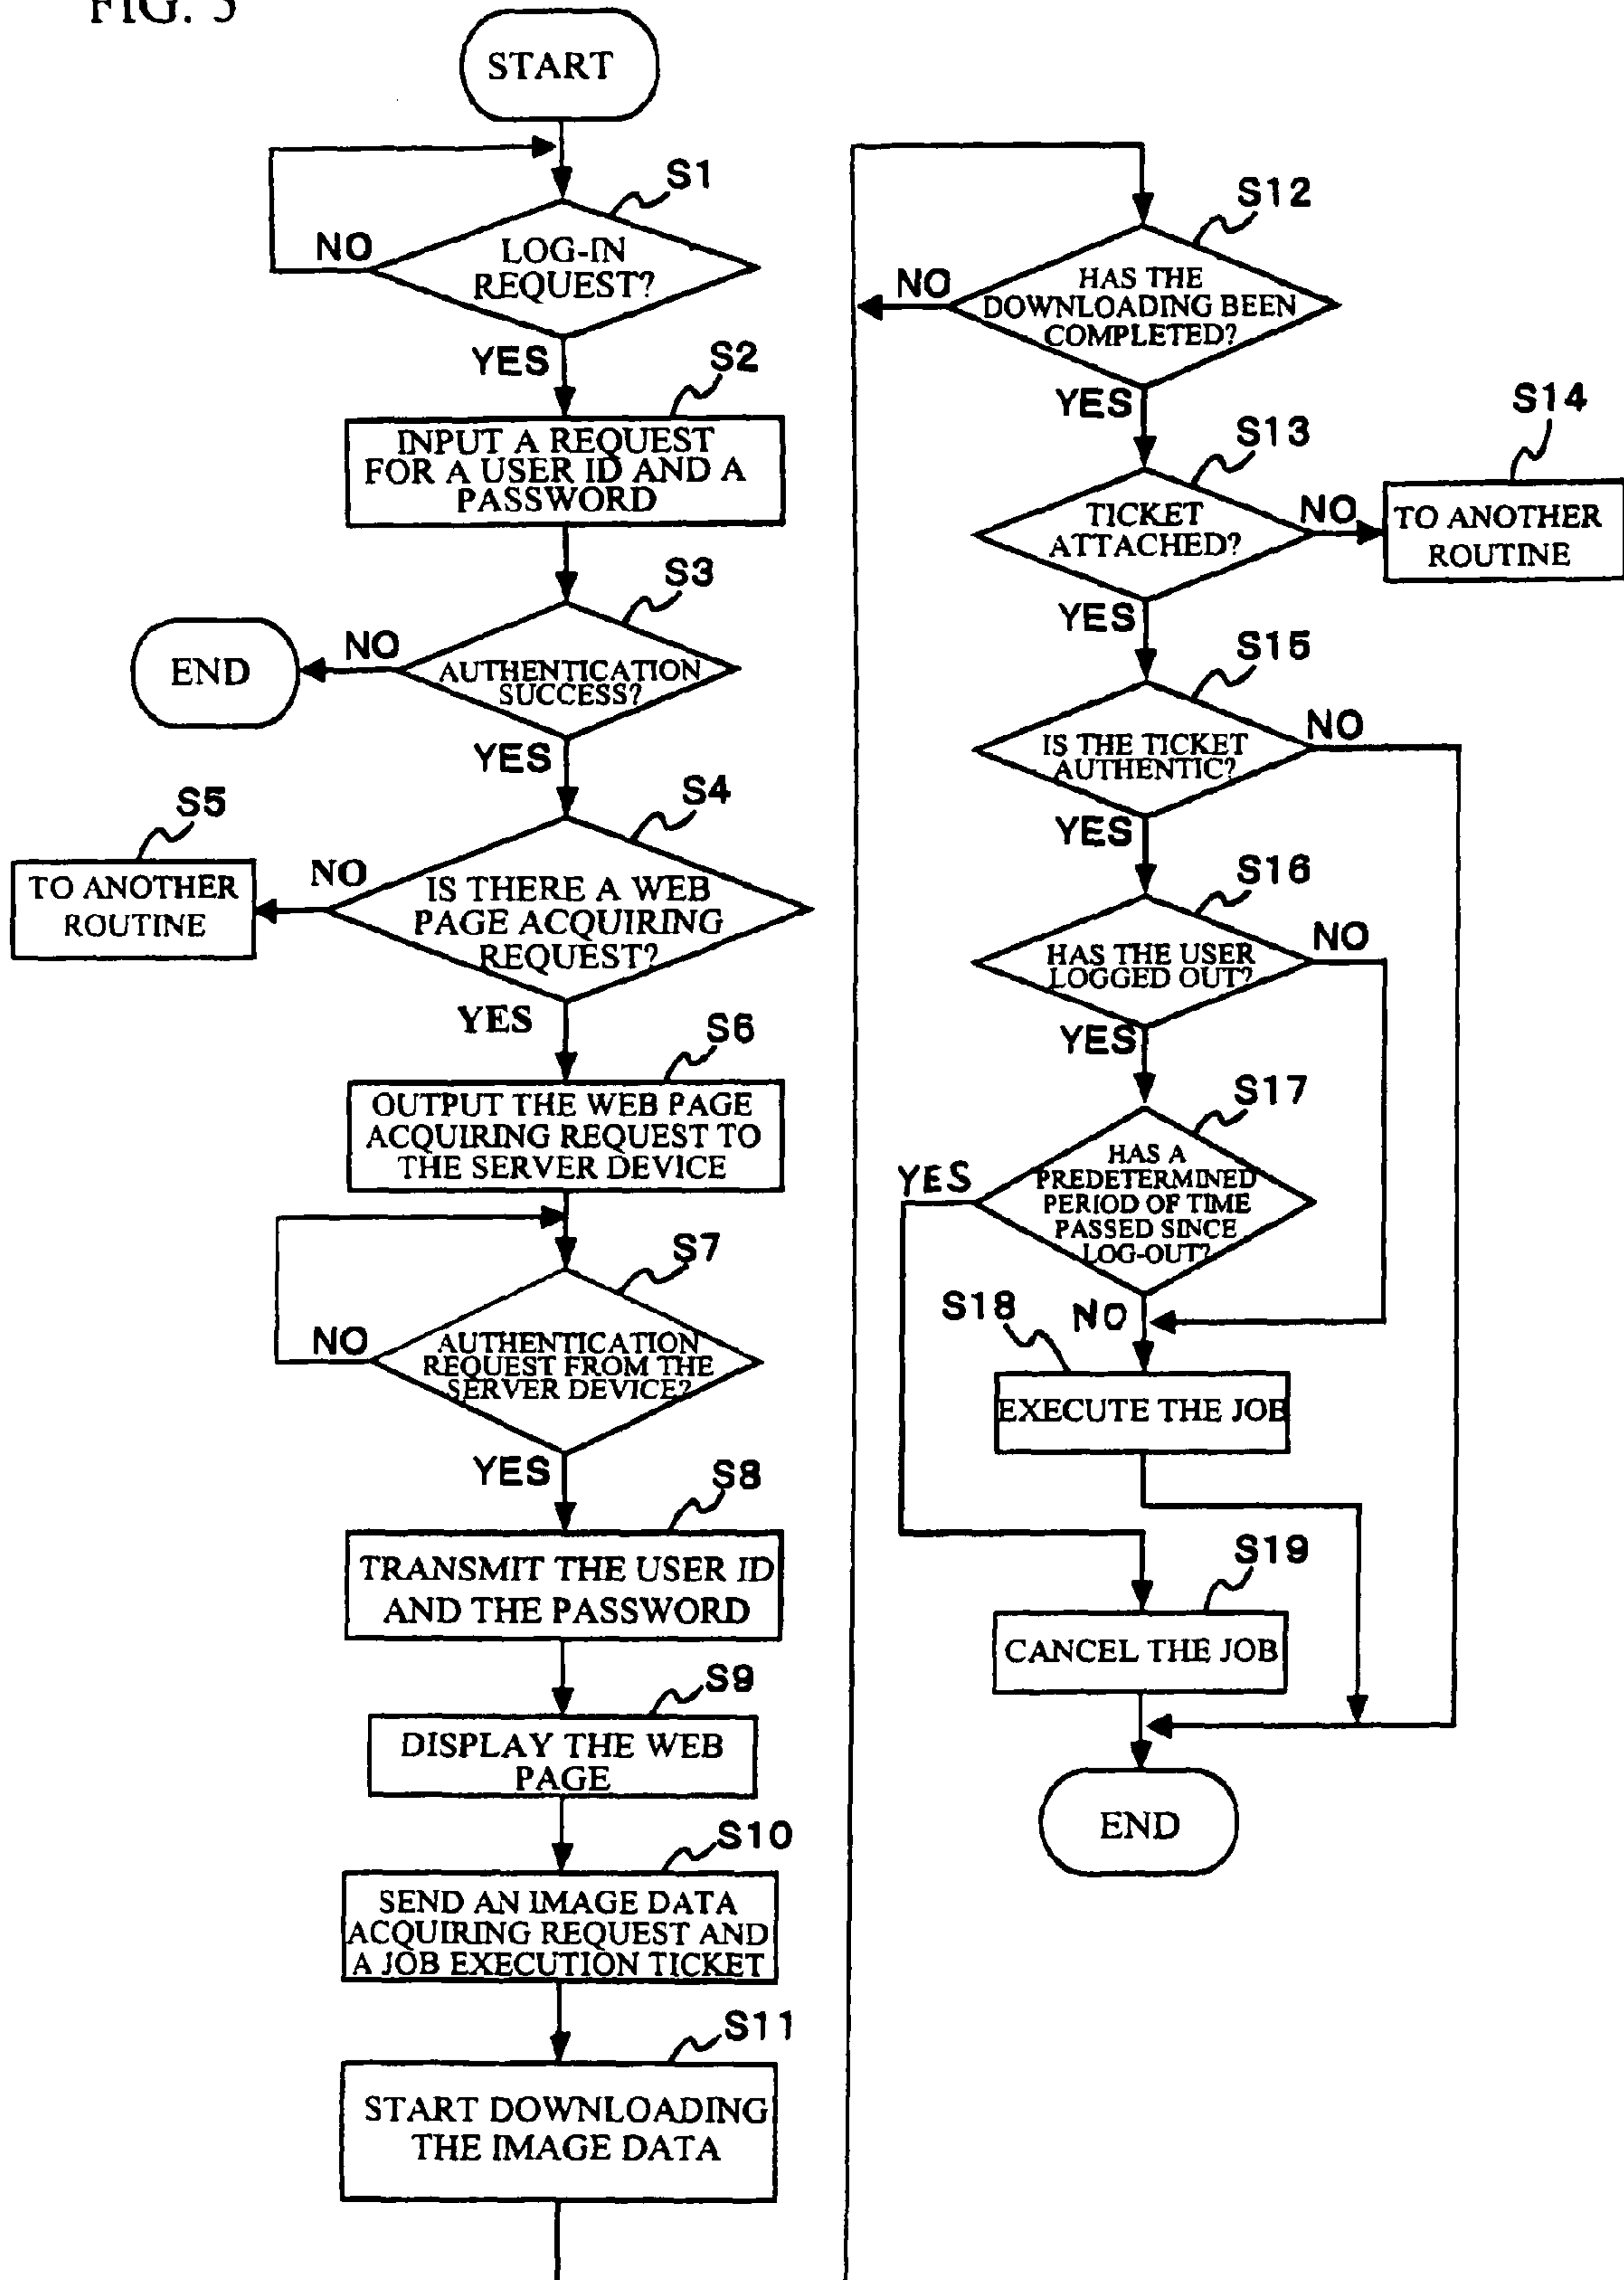 FIG. 5
START
S1
NO
LOG-IN
REQUEST?
YES
S2
INPUT A REQUEST
FOR A USER ID AND A
PASSWORD
S3
END
NO
AUTHENTICATION
SUCCESS?
YES
S4
S5
TO ANOTHER
ROUTINE
NO
IS THERE A WEB
PAGE ACQUIRING
REQUEST?
YES
S6
OUTPUT THE WEB PAGE
ACQUIRING REQUEST TO
THE SERVER DEVICE
S7
NO
AUTHENTICATION
REQUEST FROM THE
SERVER DEVICE?
YES
S8
TRANSMIT THE USER ID
AND THE PASSWORD
S9
DISPLAY THE WEB
PAGE
S10
SEND AN IMAGE DATA
ACQUIRING REQUEST AND
A JOB EXECUTION TICKET
S11
START DOWNLOADING
THE IMAGE DATA
S12
NO
HAS THE
DOWNLOADING BEEN
COMPLETED?
YES
S13
TICKET
ATTACHED?
NO
S14
TO ANOTHER
ROUTINE
YES
S15
IS THE TICKET
AUTHENTIC?
NO
YES
S16
HAS THE USER
LOGGED OUT?
NO
YES
S17
YES
HAS A
PREDETERMINED
PERIOD OF TIME
PASSED SINCE
LOG-OUT?
NO
S18
EXECUTE THE JOB
S19
CANCEL THE JOB
END